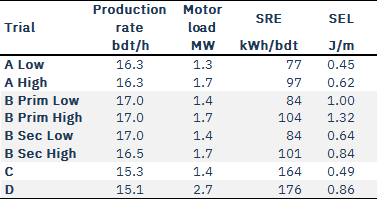 Trial Production rate bdt/h Motor load MW SRE kWh/bdt SEL J/m
A Low 16.3 1.3 77 0.45
A High 16.3 1.7 97 0.62
B Prim Low 17.0 1.4 84 1.00
B Prim High 17.0 1.7 104 1.32
B Sec Low 17.0 1.4 84 0.64
B Sec High 16.5 1.7 101 0.84
C 15.3 1.4 164 0.49
D 15.1 2.7 176 0.86